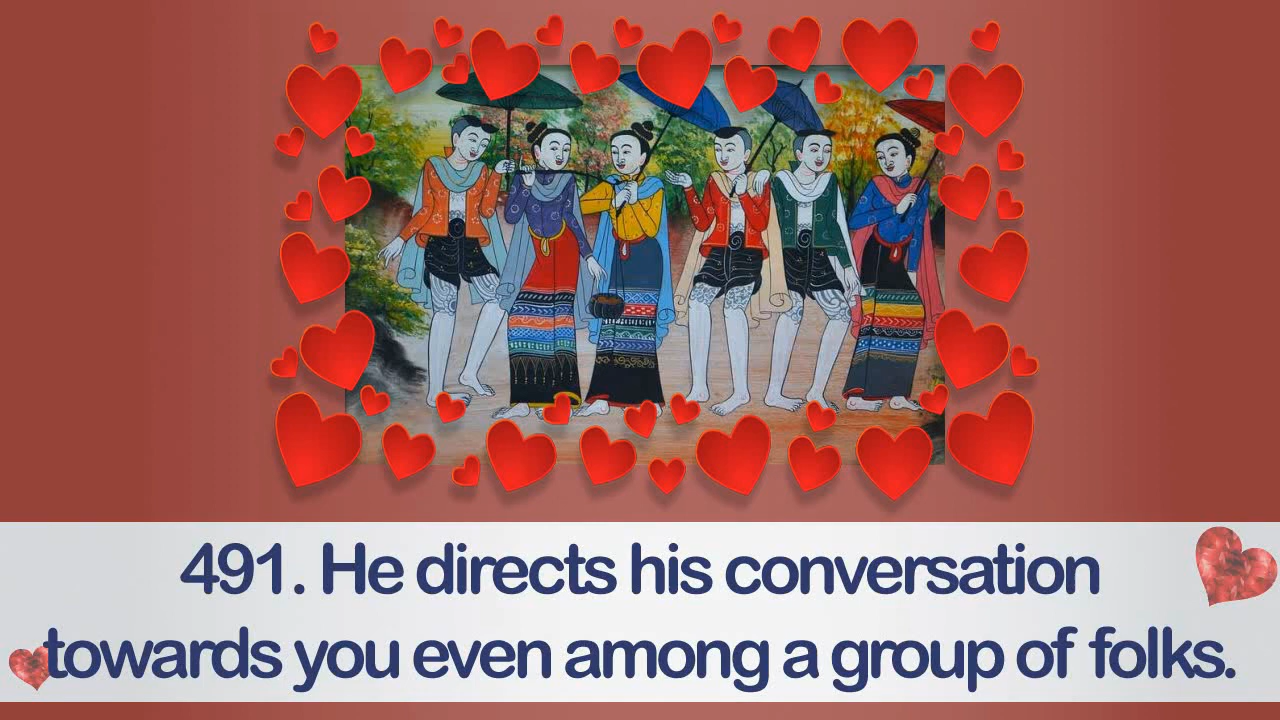 491. He directs his conversation
towards you even among a group of folks.